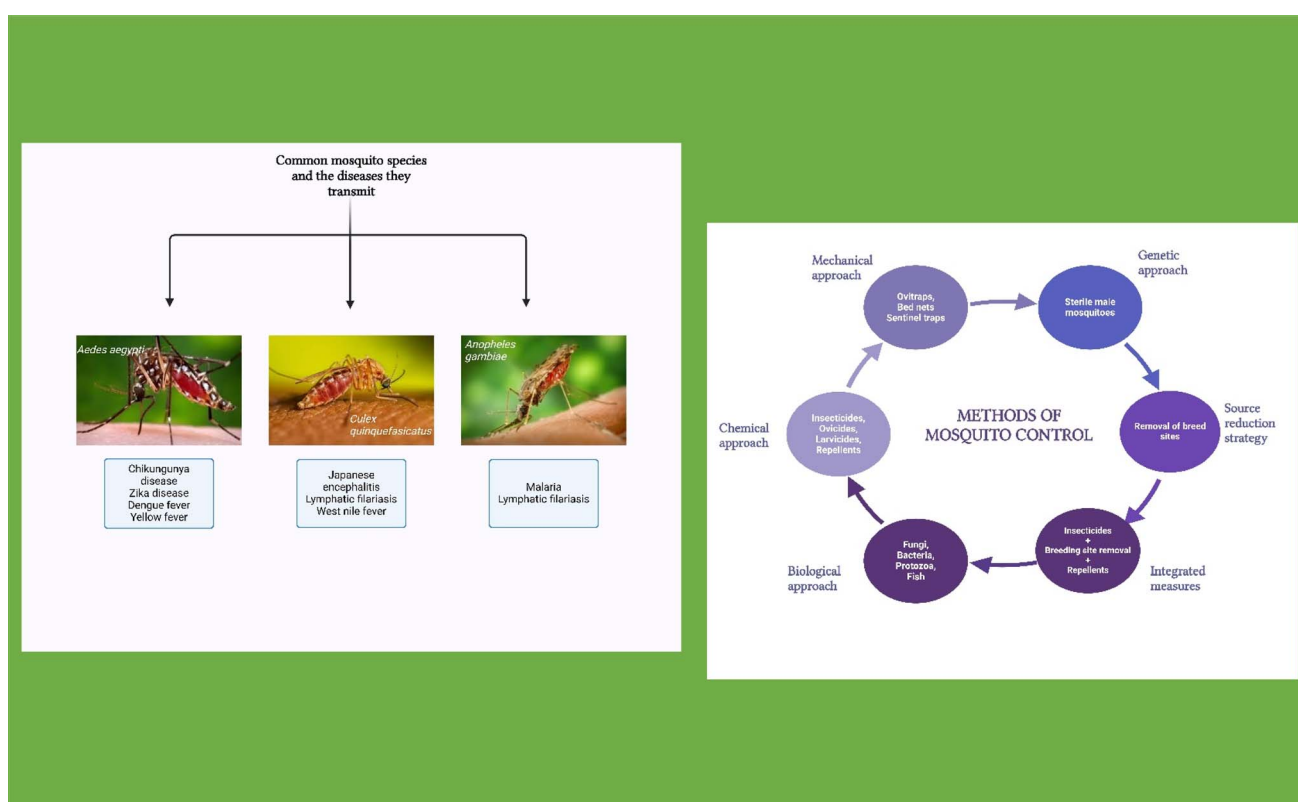 Common mosquito species
and the diseases they
transmit
Aedes aegypti
Culex
quinquefasicatus
Anopheles
gambiae
Chikungunya
disease
Zika disease
Dengue fever
Yellow fever
Japanese
encephalitis
Lymphatic filariasis
West nile fever
Malaria
Lymphatic filariasis
METHODS OF
MOSQUITO CONTROL
Mechanical
approach
Ovitraps,
Bed nets
Sentinel traps
Genetic
approach
Sterile male
mosquitoes
Source
reduction
strategy
Removal of breed
sites
Integrated
measures
Insecticides
+
Breeding site removal
+
Repellents
Biological
approach
Fungi,
Bacteria,
Protozoa,
Fish
Chemical
approach
Insecticides,
Ovicidas,
Larvicides,
Repellents